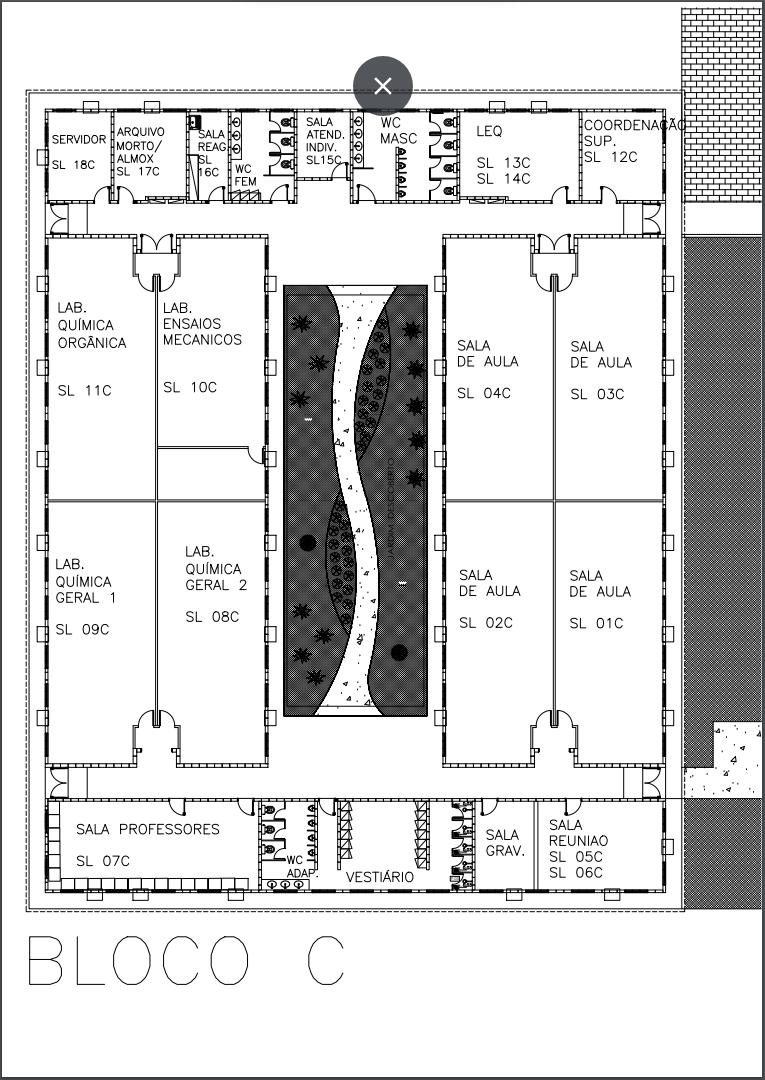 SERVIDOR
SL 18C
ARQUIVO
MORTO/
ALMOX
SL 17C
SALA
REAG.
SL
16C
WC
FEM
SALA
ATEND.
INDIV.
SL15C
WC
MASC
LEQ
SL 13C
SL 14C
COORDENAÇÃO
SUP.
SL 12C
LAB.
QUÍMICA
ORGÂNICA
SL 11C
LAB.
ENSAIOS
MECANICOS
SL 10C
SALA
DE AULA
SL 04C
SALA
DE AULA
SL 03C
JARDIM DESCOBERTO
LAB.
QUÍMICA
GERAL 1
SL 09C
LAB.
QUÍMICA
GERAL 2
SL 08C
SALA
DE AULA
SL 02C
SALA
DE AULA
SL 01C
SALA PROFESSORES
SL 07C
WC
ADAP.
VESTIÁRIO
SALA
GRAV.
SALA
REUNIAO
SL 05C
SL 06C
BLOCO C